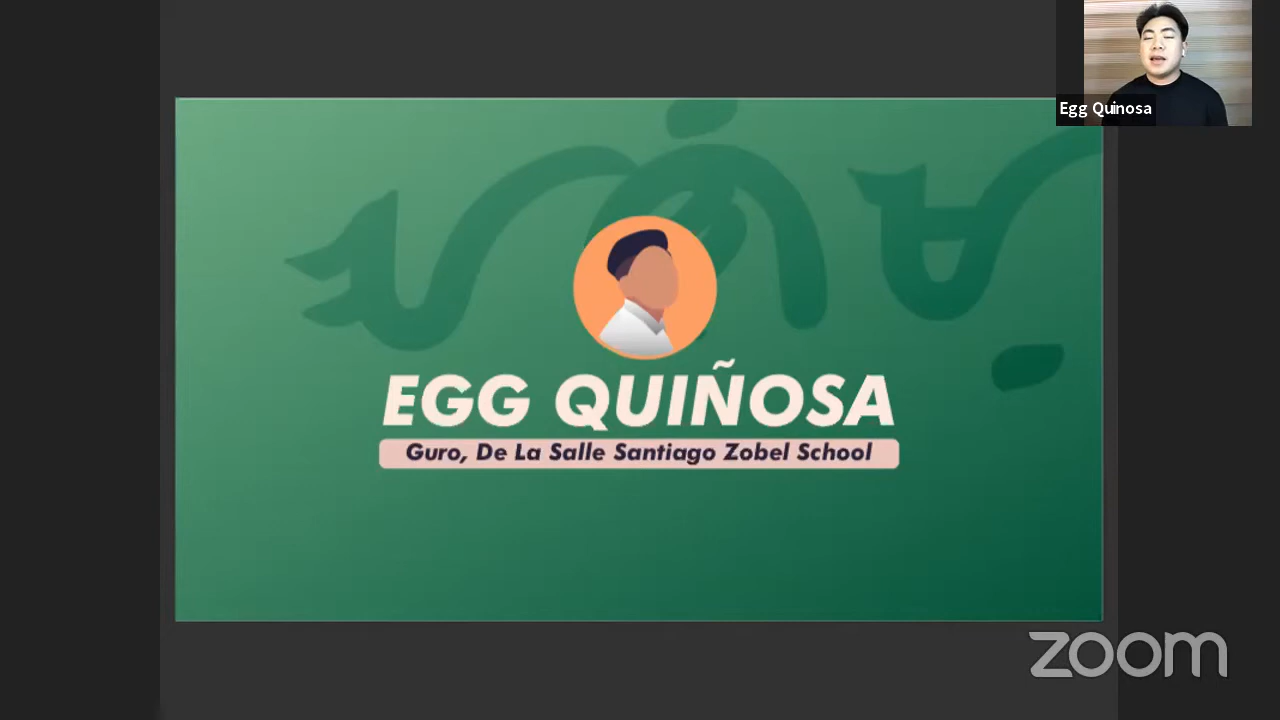 Egg Quinosa
EGG QUIÑOSA
Guro, De La Salle Santiago Zobel School
zoom